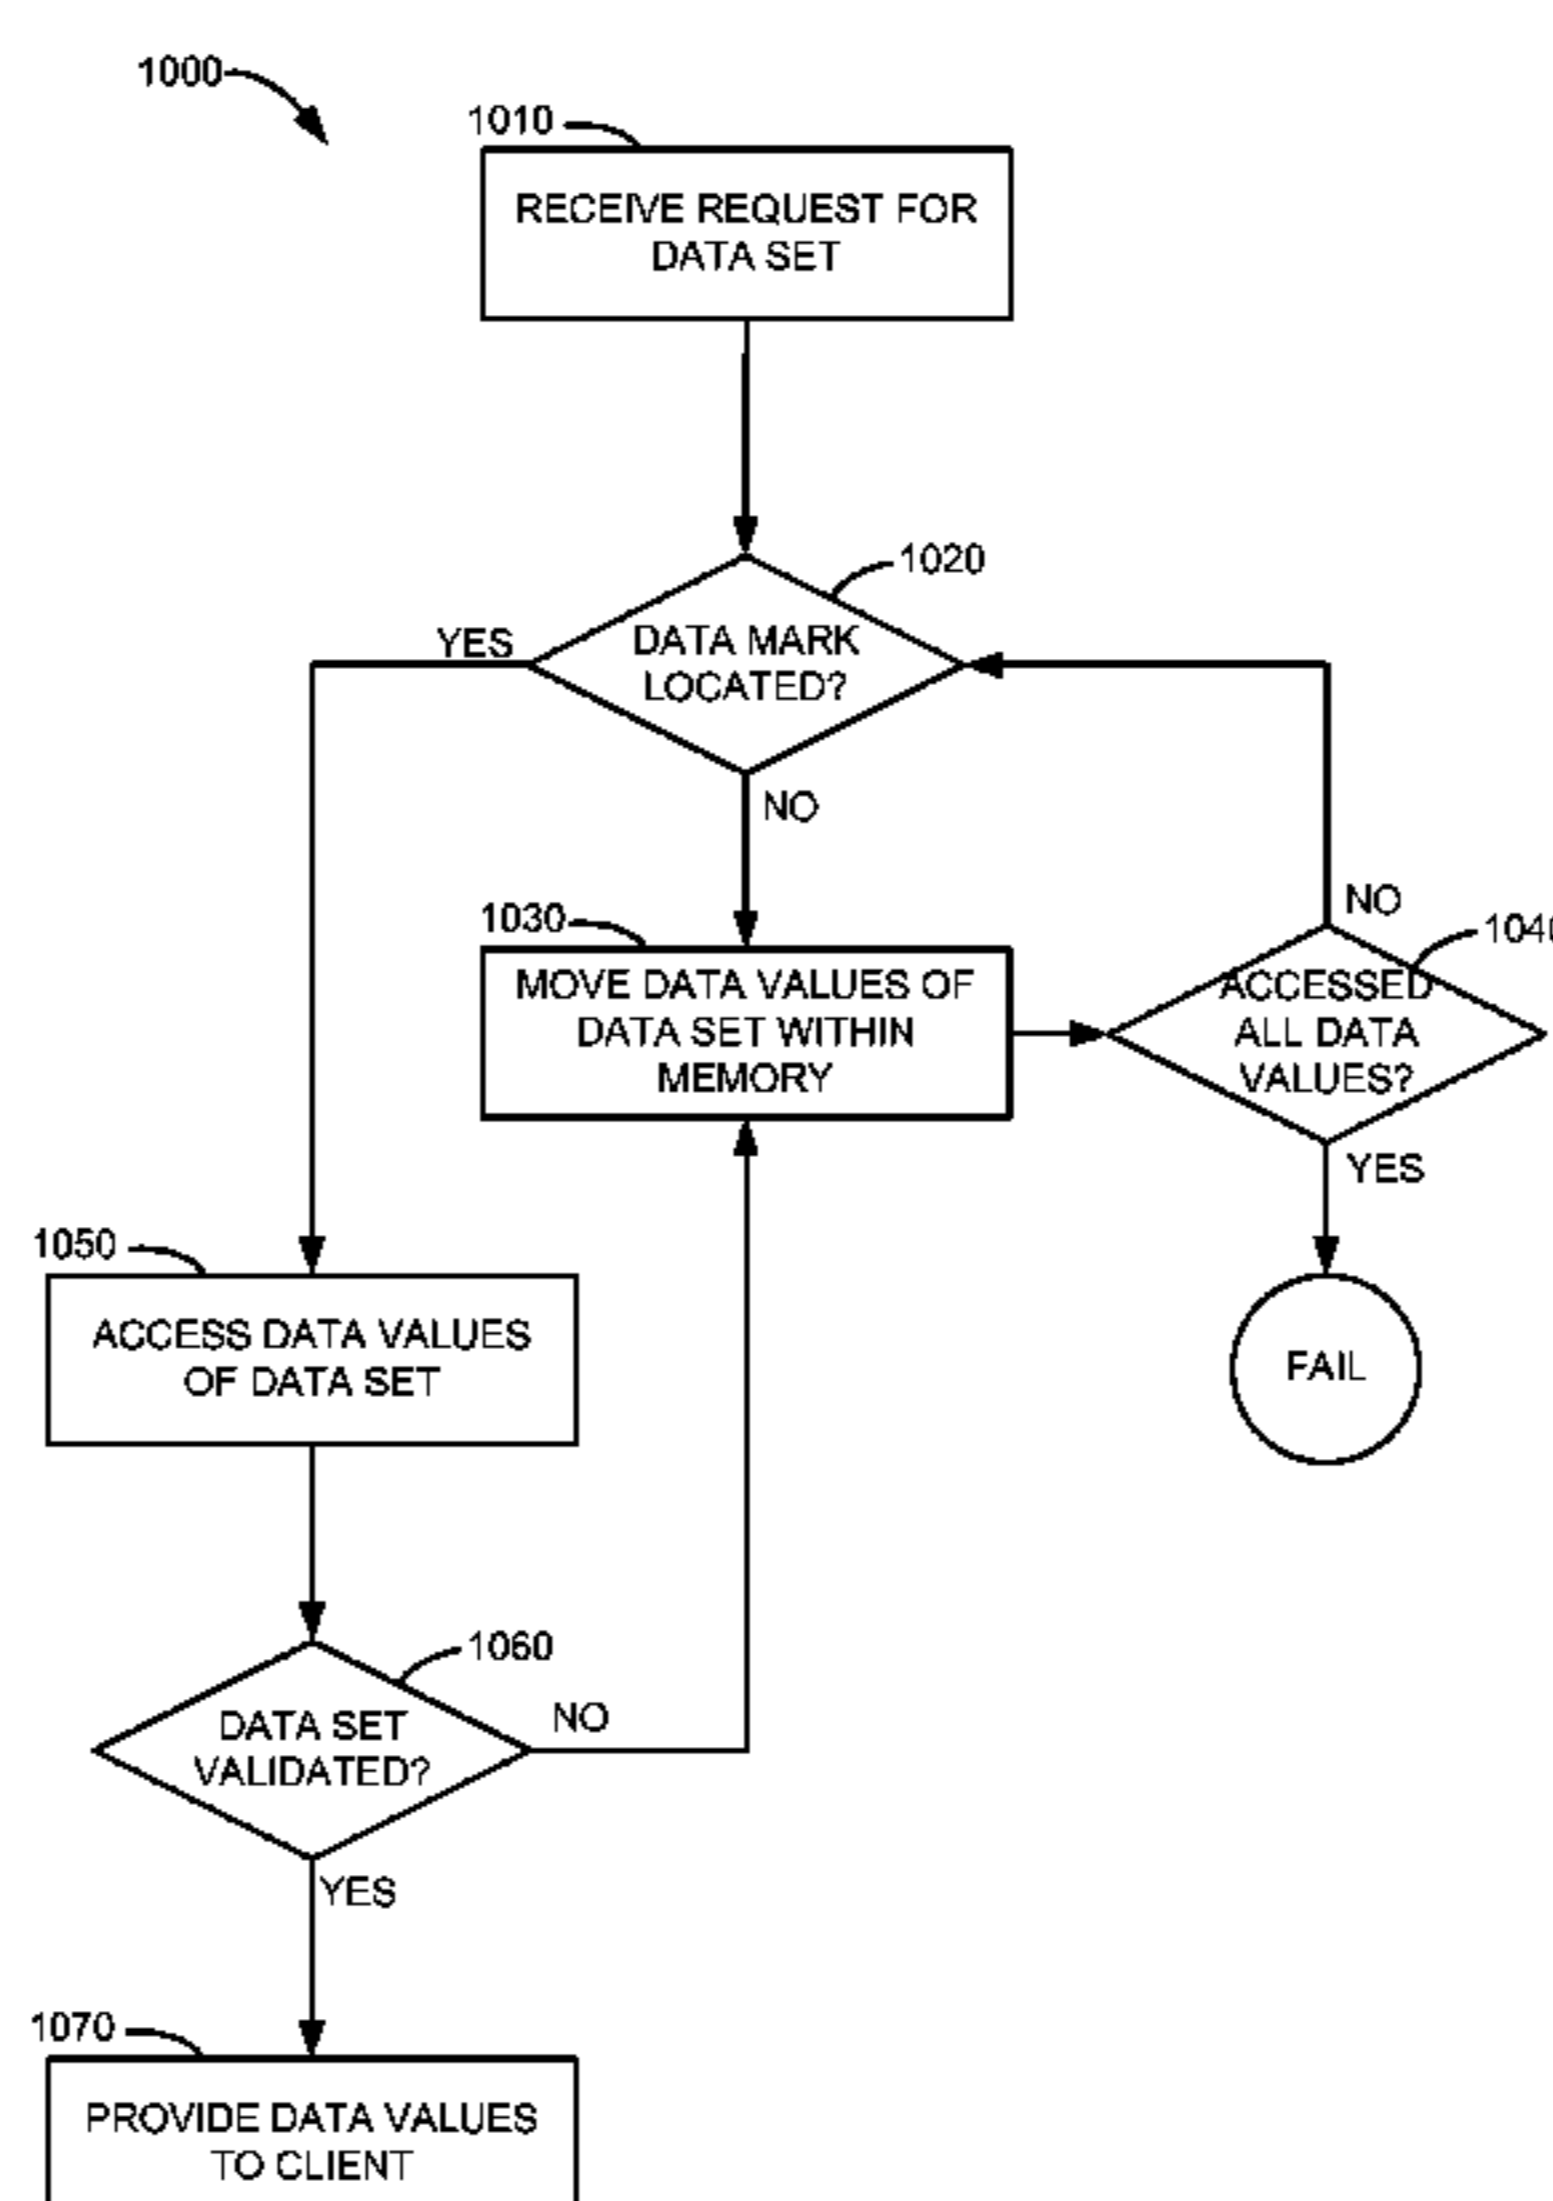 1000
1010
RECEIVE REQUEST FOR
DATA SET
1020
YES
DATA MARK
LOCATED?
NO
1030
MOVE DATA VALUES OF
DATA SET WITHIN
MEMORY
NO
1040
ACCESSED
ALL DATA
VALUES?
YES
1050
ACCESS DATA VALUES
OF DATA SET
FAIL
1060
DATA SET
VALIDATED?
NO
YES
1070
PROVIDE DATA VALUES
TO CLIENT